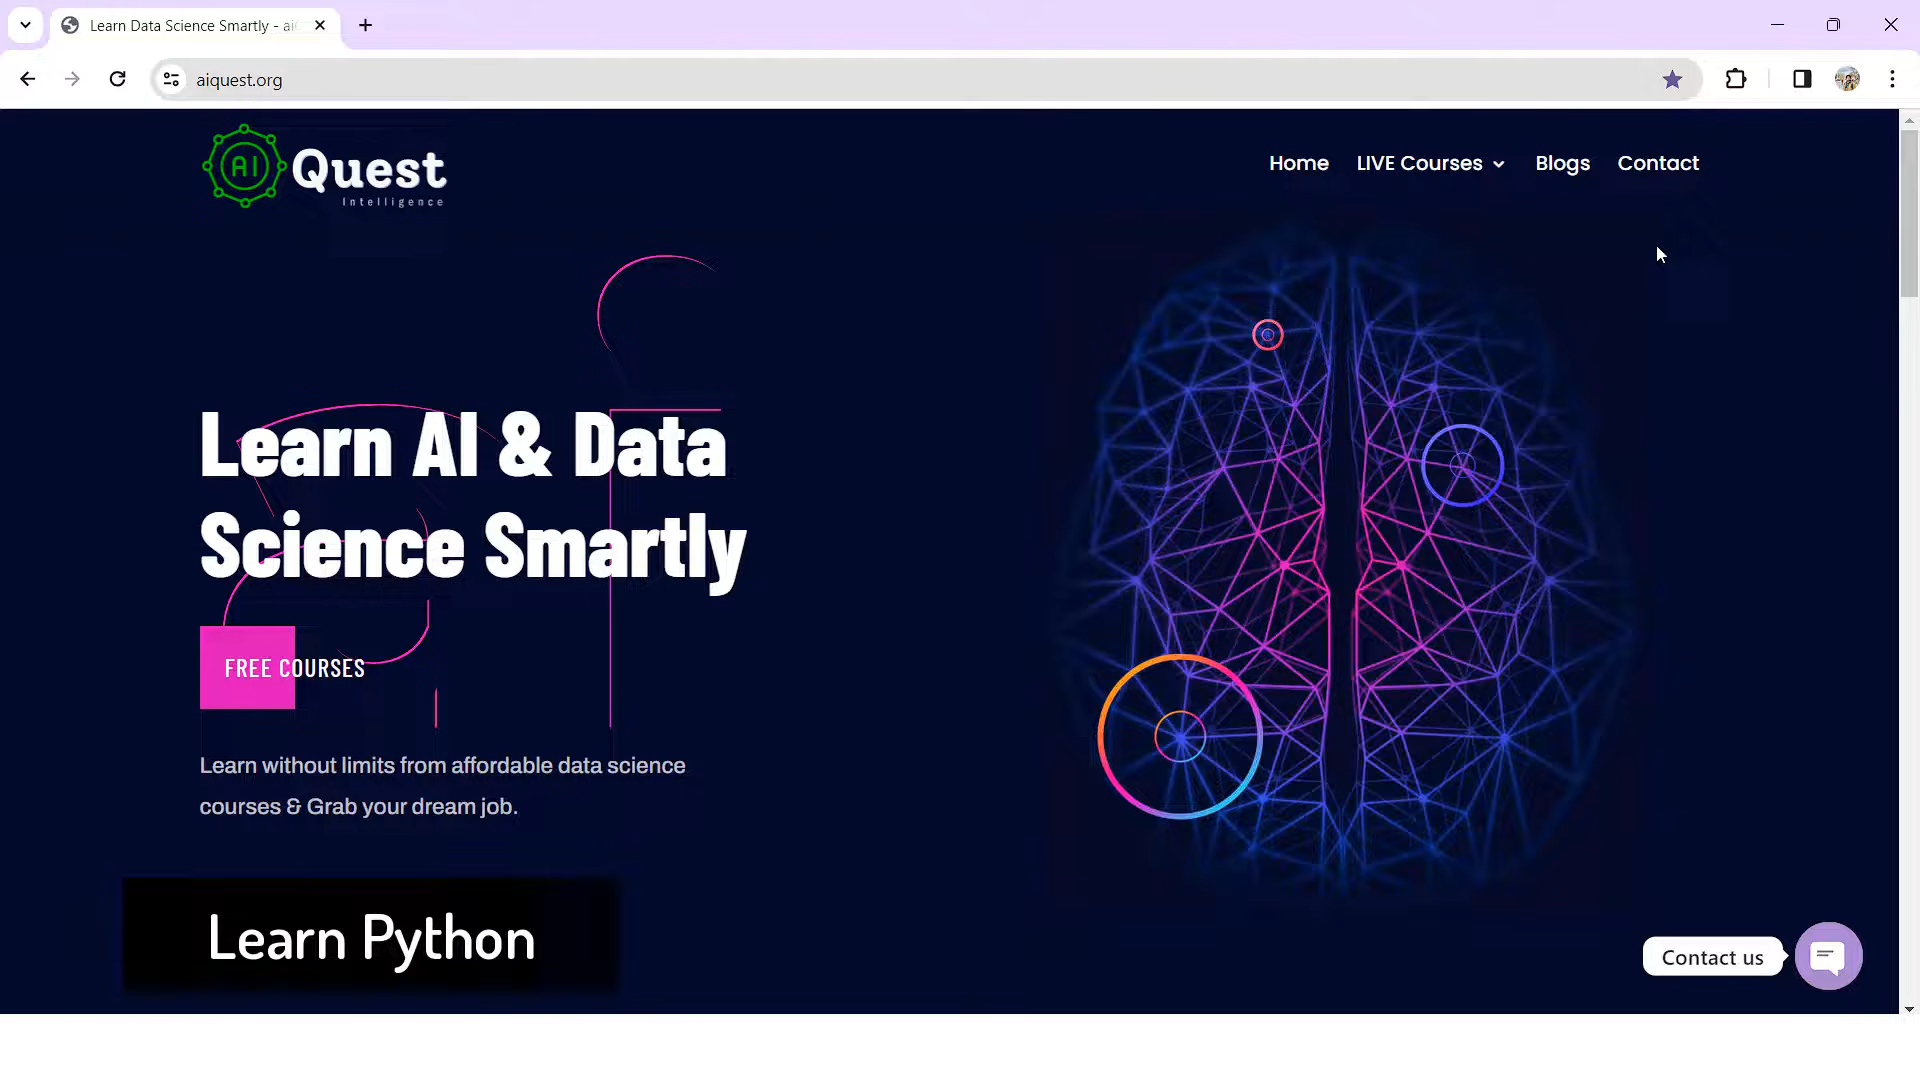 Learn Data Science Smartly - ai
aiquest.org
AI Quest
Intelligence
Home LIVE Courses Blogs Contact
Learn AI & Data
Science Smartly
FREE COURSES
Learn without limits from affordable data science
courses & Grab your dream job.
Learn Python
Contact us